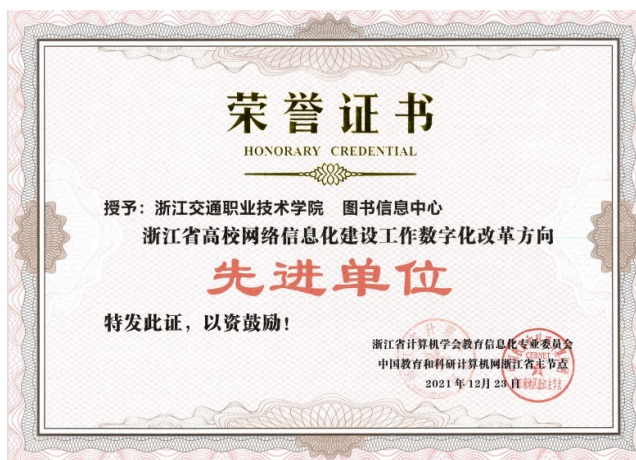 荣誉证书
HONORARY CREDENTIAL
授予：浙江交通职业技术学院 图书信息中心
浙江省高校网络信息化建设工作数字化改革方向
先进单位
特发此证，以资鼓励！
浙江省计算机学会教育信息化专业委员会
中国教育和科研计算机网浙江省主节点
2021年12月23日
CERNET